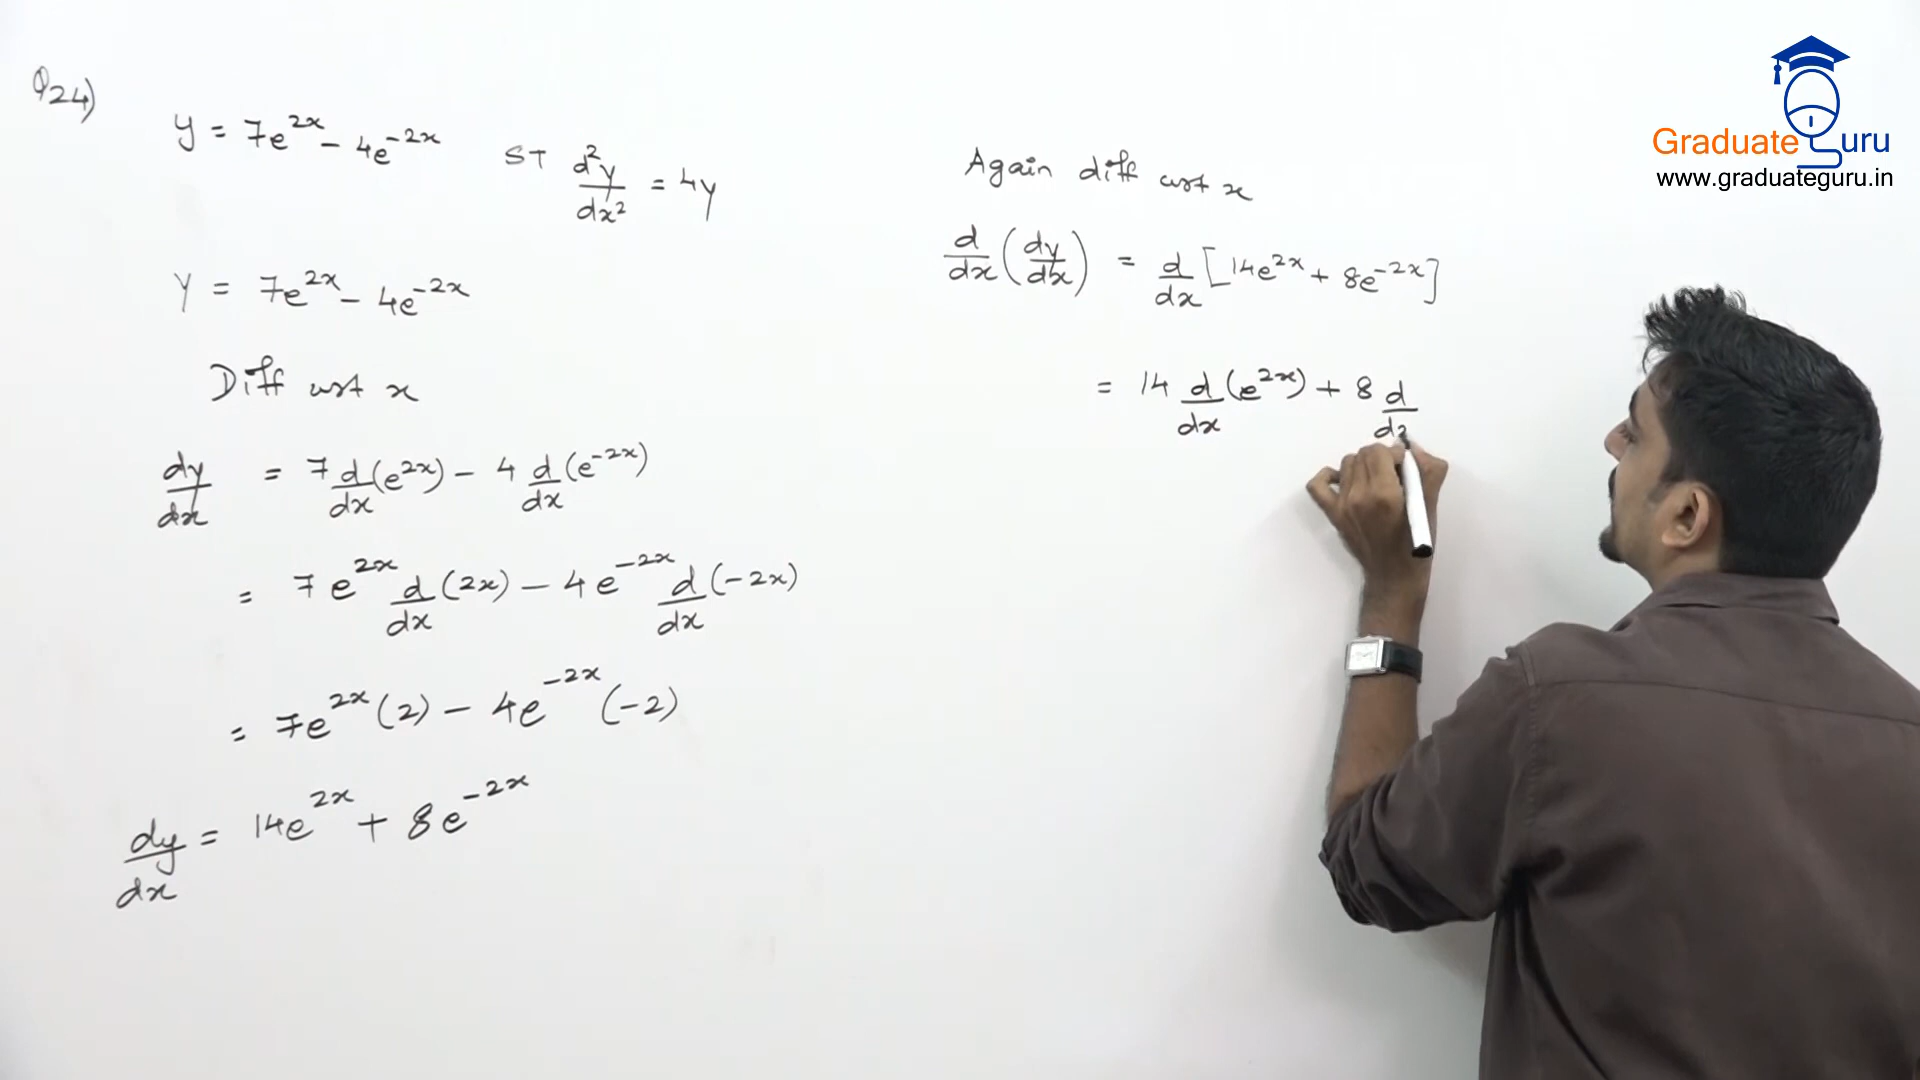 Q24)
y = 7e^2x - 4e^-2x ST d²y/dx² = 4y
y = 7e^2x - 4e^-2x
Diff wrt x
dy/dx = 7 d/dx (e^2x) - 4 d/dx (e^-2x)
= 7e^2x d/dx (2x) - 4e^-2x d/dx (-2x)
= 7e^2x (2) - 4e^-2x (-2)
dy/dx = 14e^2x + 8e^-2x
Again diff wrt x
d/dx (dy/dx) = d/dx [14e^2x + 8e^-2x]
= 14 d/dx (e^2x) + 8 d/dx
Graduate Guru
www.graduateguru.in